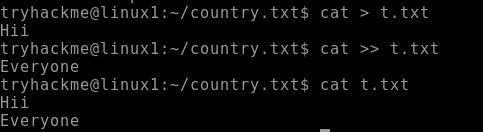 tryhackme@linux1:~/country.txt$ cat > t.txt
Hii
tryhackme@linux1:~/country.txt$ cat >> t.txt
Everyone
tryhackme@linux1:~/country.txt$ cat t.txt
Hii
Everyone